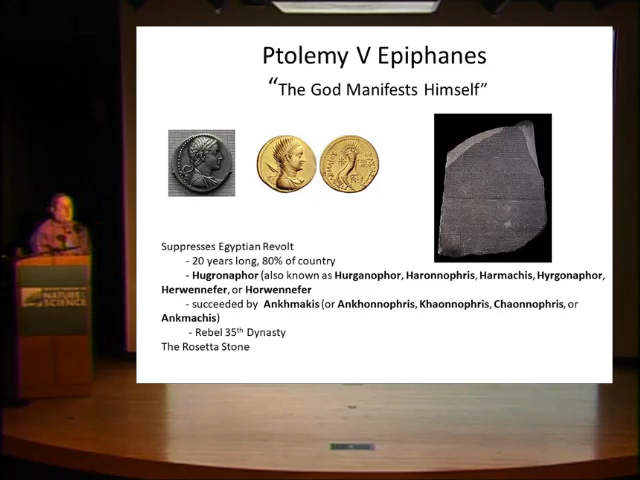 Ptolemy V Epiphanes
“The God Manifests Himself”
Suppresses Egyptian Revolt
- 20 years long, 80% of country
- Hugronaphor (also known as Hurganophor, Haronnophris, Harmachis, Hyrgonaphor,
Herwennefer, or Horwennefer
- succeeded by Ankhmakis (or Ankhonnophris, Khaonnophris, Chaonnophris, or
Ankmachis)
- Rebel 35th Dynasty
The Rosetta Stone
NATURE &
SCIENCE